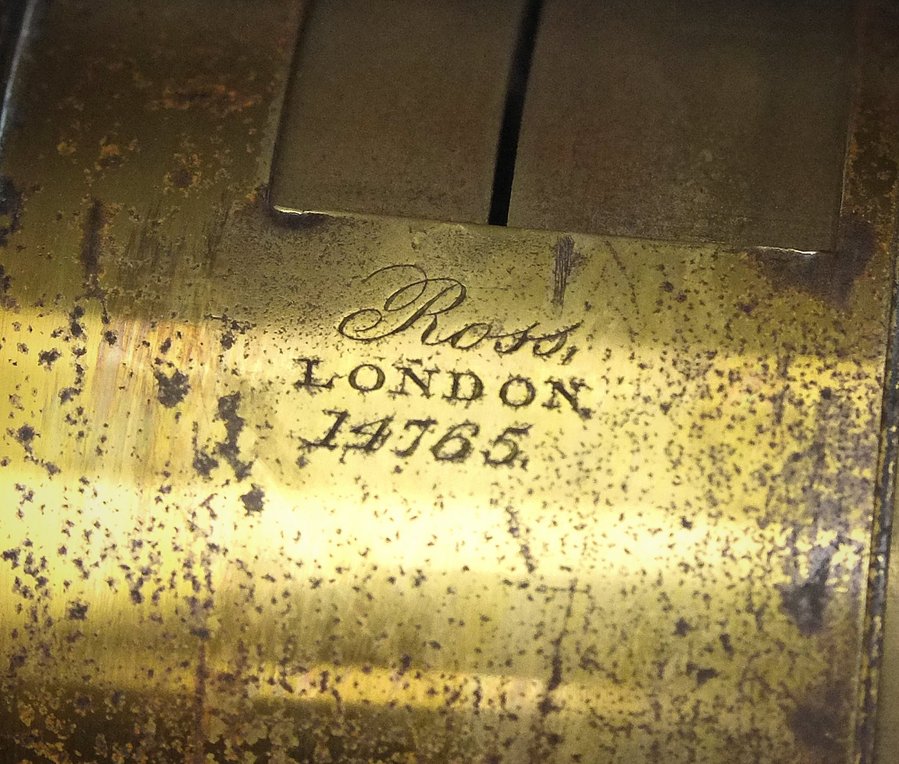 Ross,
LONDON.
14765.